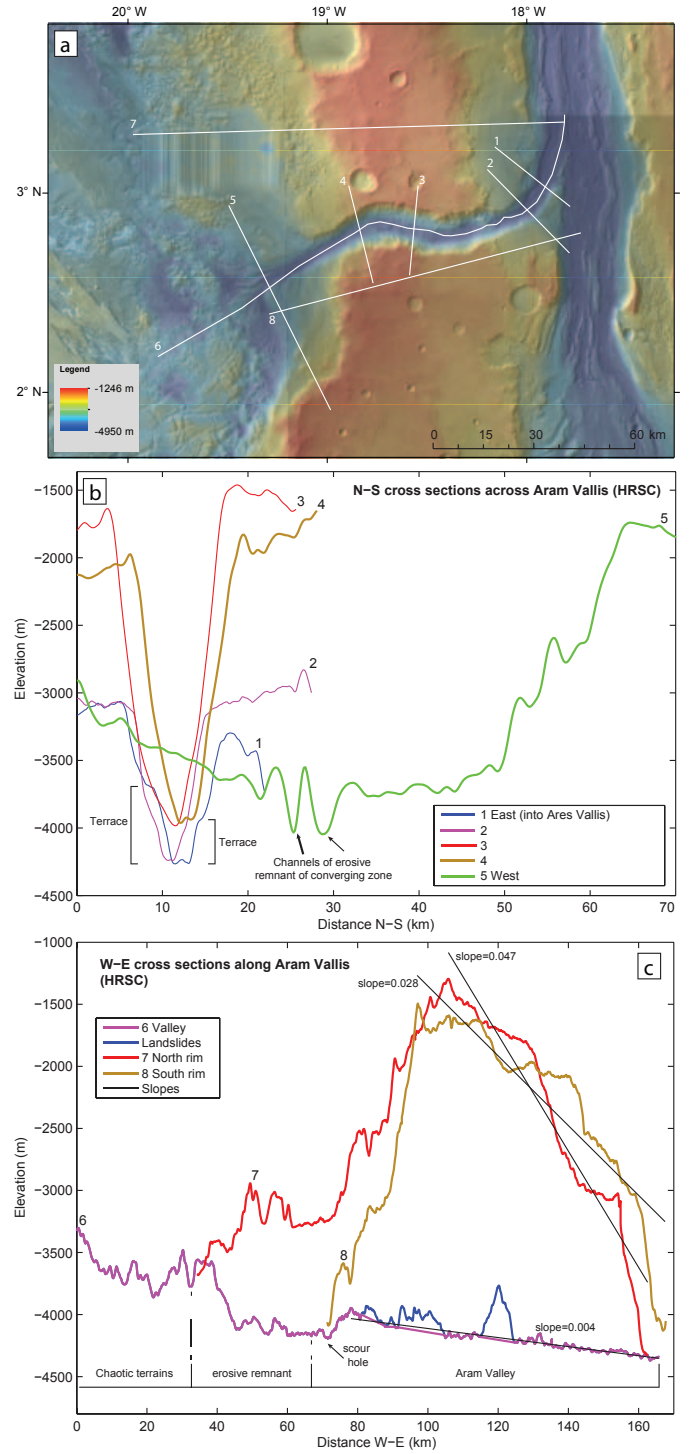 20° W
19° W
18° W
a
7
1
2
3° N
4
3
5
8
6
Legend
-1246 m
-4950 m
2° N
0 15 30 45 60 km
b
N−S cross sections across Aram Vallis (HRSC)
−1500
−2000
−2500
−3000
−3500
−4000
−4500
Elevation (m)
3
4
5
2
1
Terrace
Terrace
Channels of erosive
remnant of converging
zone
1 East (into Ares Vallis)
2
3
4
5 West
0 10 20 30 40 50 60 70
Distance N−S (km)
−1000
−1500
−2000
−2500
−3000
−3500
−4000
−4500
Elevation (m)
W−E cross sections along Aram Vallis
(HRSC)
c
slope=0.047
slope=0.028
6 Valley
Landslides
7 North rim
8 South rim
Slopes
7
6
8
slope=0.004
scour
hole
Chaotic terrains
erosive remnant
Aram Valley
0 20 40 60 80 100 120 140 160
Distance W−E (km)